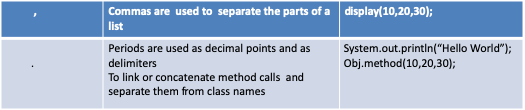 , Commas are used to separate the parts of a display(10,20,30);
list
Periods are used as decimal points and as System.out.println(“Hello World”);
. delimiters Obj.method(10,20,30);
To link or concatenate method calls and
separate them from class names